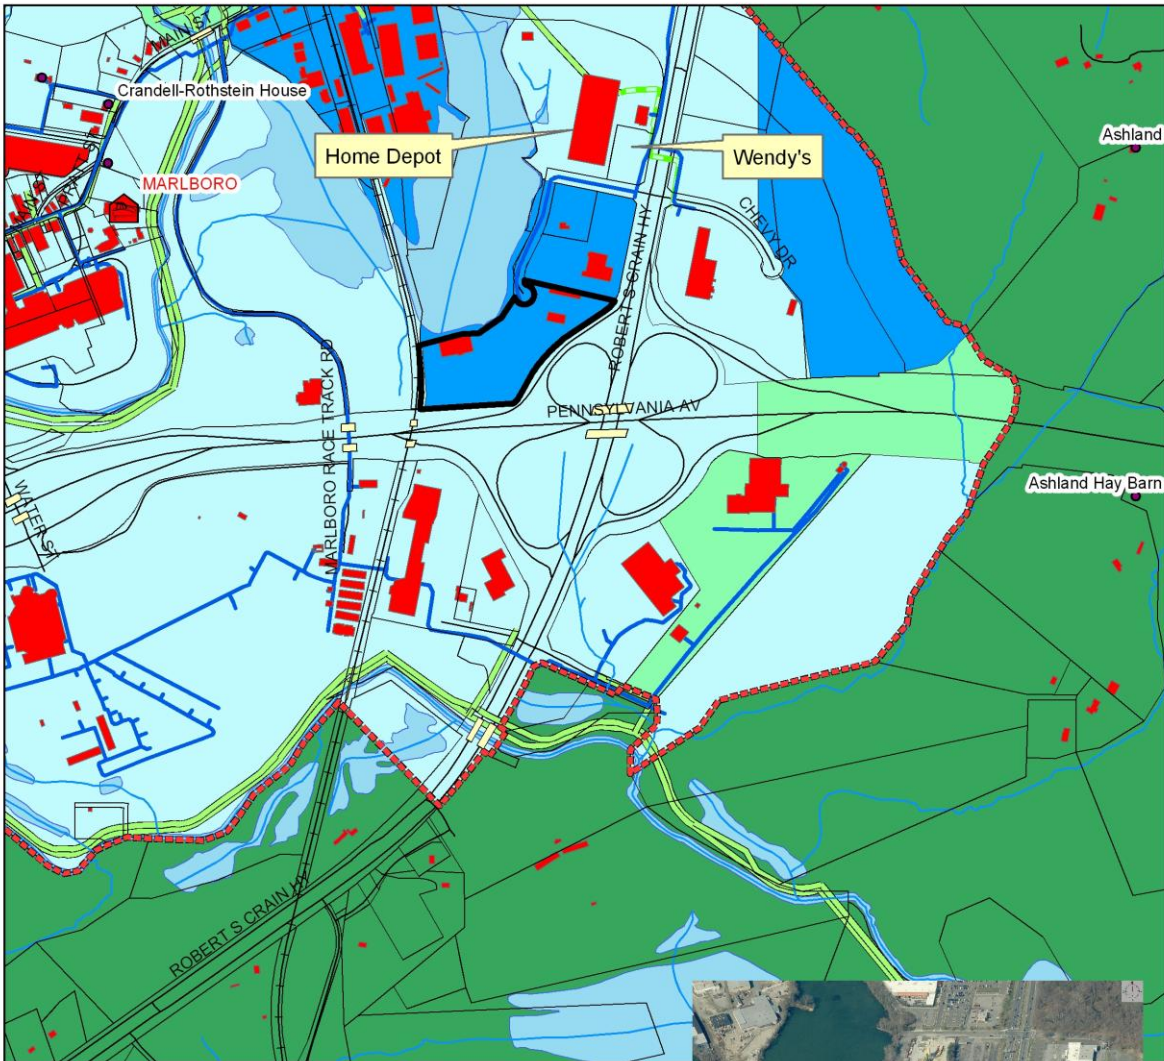 MAIN ST
Crandell-Rothstein House
Home Depot
Wendy's
Ashland
MARLBORO
CHEVY DR
ROBERT S CRAIN HY
PENNSYLVANIA AV
MARLBORO RACE TRACK RD
WATER ST
Ashland Hay Barn
ROBERT S CRAIN HY